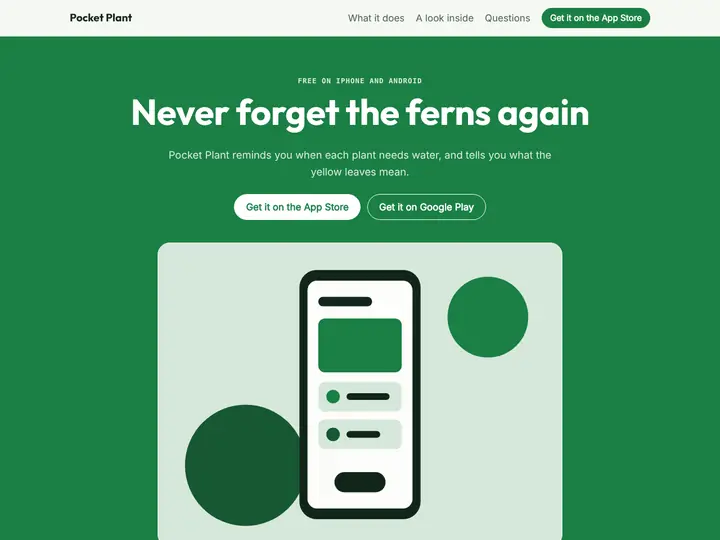 Pocket Plant
What it does
A look inside
Questions
Get it on the App Store
FREE ON IPHONE AND ANDROID
Never forget the ferns again
Pocket Plant reminds you when each plant needs water, and tells you what the
yellow leaves mean.
Get it on the App Store
Get it on Google Play